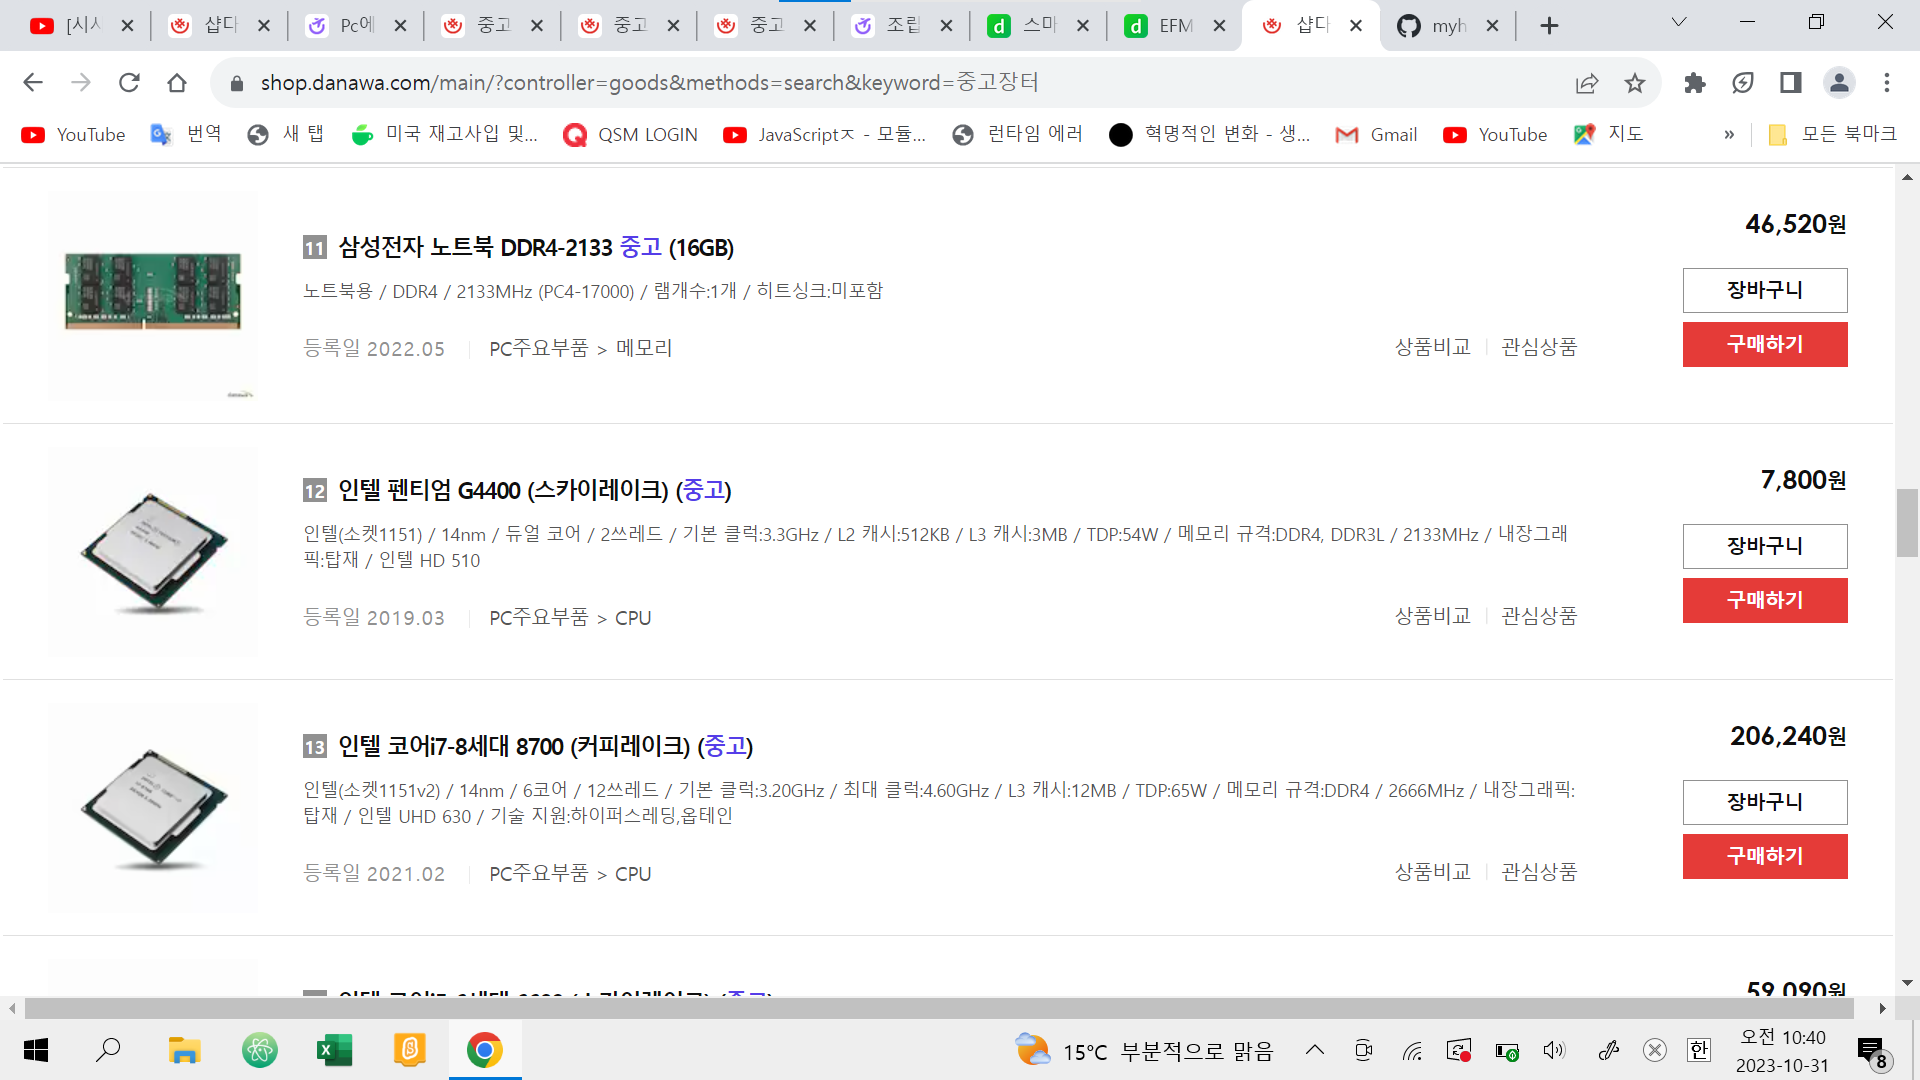 [시시
샵다
Pc에
중고
중고
중고
조립
스마
EFM
샵다
myh
shop.danawa.com/main/?controller=goods&methods=search&keyword=중고장터
YouTube
번역
새 탭
미국 재고사입 및...
QSM LOGIN
JavaScriptㅈ - 모듈...
런타임 에러
혁명적인 변화 - 생...
Gmail
YouTube
지도
»
모든 북마크
11 삼성전자 노트북 DDR4-2133 중고 (16GB)
노트북용 / DDR4 / 2133MHz (PC4-17000) / 램개수:1개 / 히트싱크:미포함
등록일 2022.05
PC주요부품 > 메모리
상품비교
관심상품
46,520원
장바구니
구매하기
12 인텔 펜티엄 G4400 (스카이레이크) (중고)
인텔(소켓1151) / 14nm / 듀얼 코어 / 2쓰레드 / 기본 클럭:3.3GHz / L2 캐시:512KB / L3 캐시:3MB / TDP:54W / 메모리 규격:DDR4, DDR3L / 2133MHz / 내장그래
픽:탑재 / 인텔 HD 510
등록일 2019.03
PC주요부품 > CPU
상품비교
관심상품
7,800원
장바구니
구매하기
13 인텔 코어i7-8세대 8700 (커피레이크) (중고)
인텔(소켓1151v2) / 14nm / 6코어 / 12쓰레드 / 기본 클럭:3.20GHz / 최대 클럭:4.60GHz / L3 캐시:12MB / TDP:65W / 메모리 규격:DDR4 / 2666MHz / 내장그래픽:
탑재 / 인텔 UHD 630 / 기술 지원:하이퍼스레딩,옵테인
등록일 2021.02
PC주요부품 > CPU
상품비교
관심상품
206,240원
장바구니
구매하기
59,090원
15°C 부분적으로 맑음
한
오전 10:40
2023-10-31
8